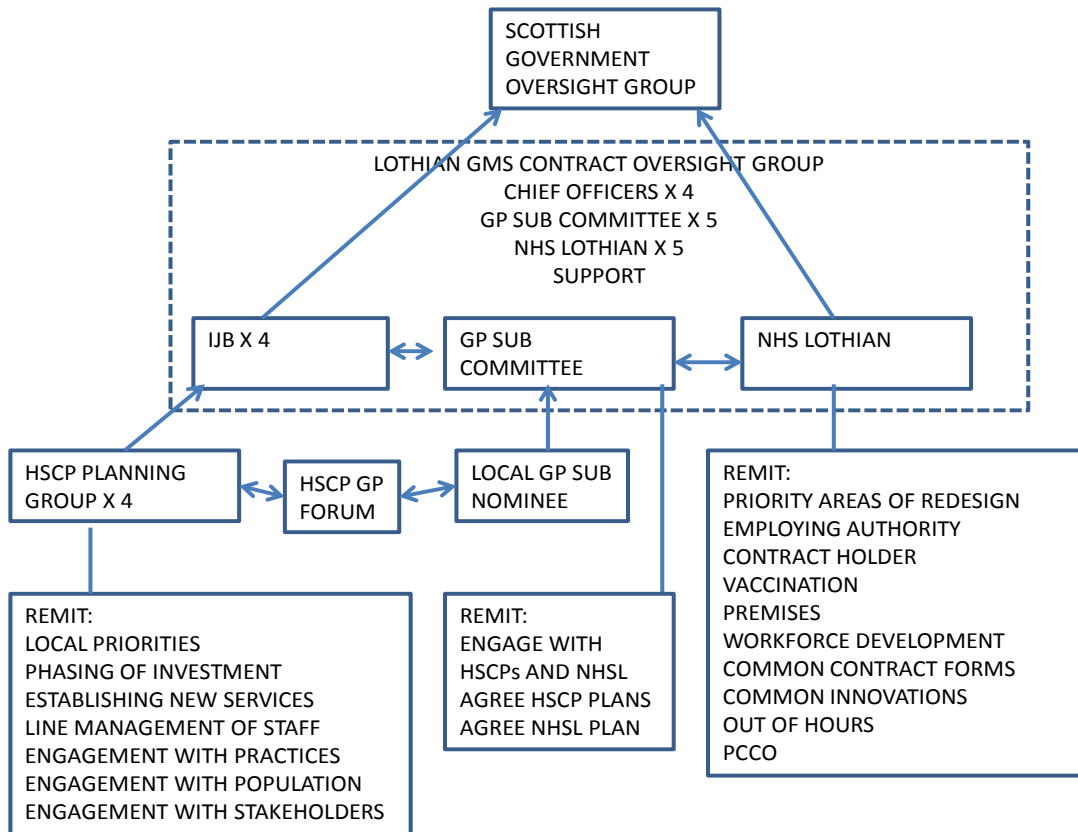 SCOTTISH
GOVERNMENT
OVERSIGHT GROUP
LOTHIAN GMS CONTRACT OVERSIGHT GROUP
CHIEF OFFICERS X 4
GP SUB COMMITTEE X 5
NHS LOTHIAN X 5
SUPPORT
IJB X 4
GP SUB
COMMITTEE
NHS LOTHIAN
HSCP PLANNING
GROUP X 4
HSCP GP
FORUM
LOCAL GP SUB
NOMINEE
REMIT:
PRIORITY AREAS OF REDESIGN
EMPLOYING AUTHORITY
CONTRACT HOLDER
VACCINATION
PREMISES
WORKFORCE DEVELOPMENT
COMMON CONTRACT FORMS
COMMON INNOVATIONS
OUT OF HOURS
PCCO
REMIT:
LOCAL PRIORITIES
PHASING OF INVESTMENT
ESTABLISHING NEW SERVICES
LINE MANAGEMENT OF STAFF
ENGAGEMENT WITH PRACTICES
ENGAGEMENT WITH POPULATION
ENGAGEMENT WITH STAKEHOLDERS
REMIT:
ENGAGE WITH
HSCPs AND NHSL
AGREE HSCP PLANS
AGREE NHSL PLAN